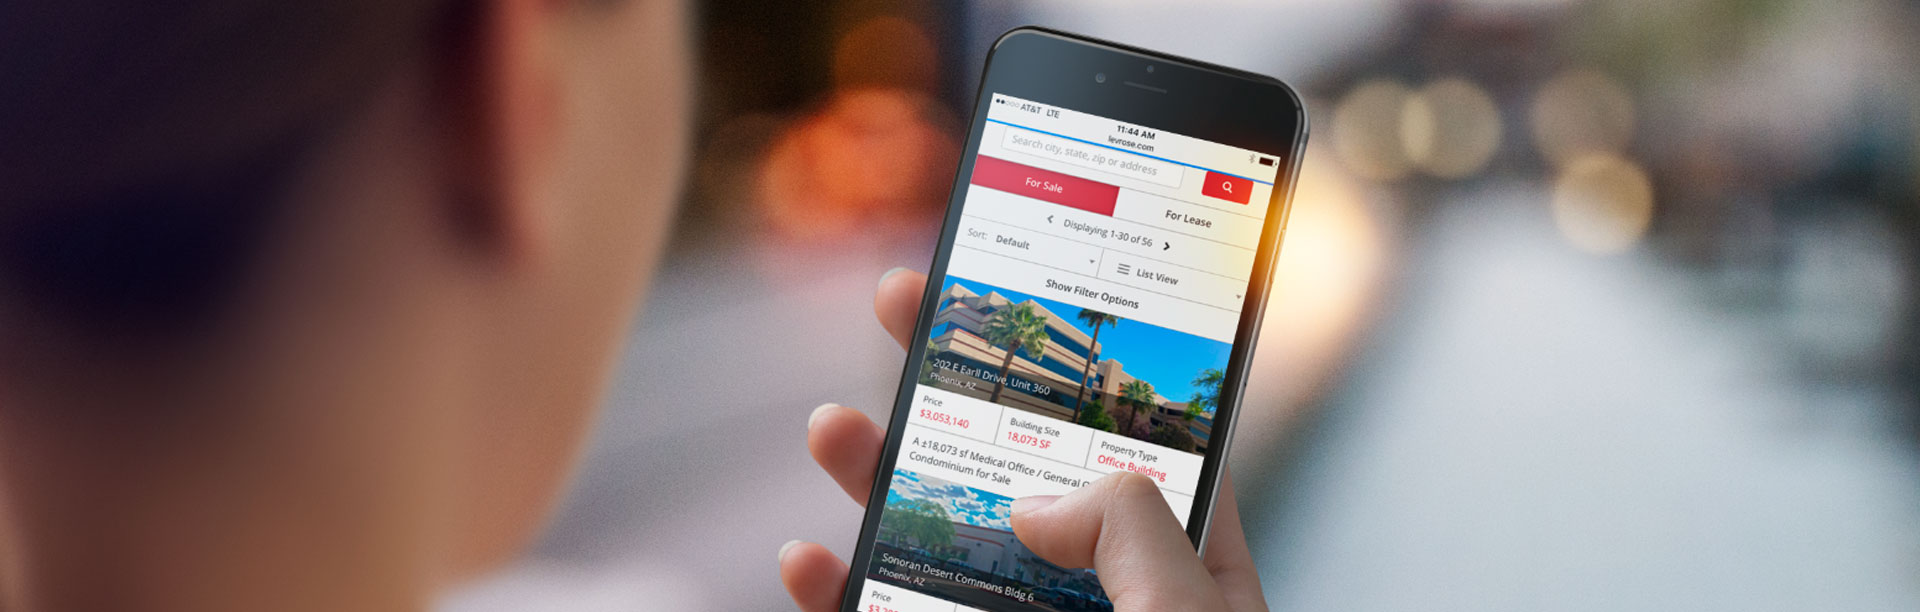 AT&T LTE
11:44 AM
levrose.com
Search city, state, zip or address
For Sale
For Lease
Displaying 1-30 of 56
Sort: Default
List View
Show Filter Options
202 E Earll Drive, Unit 360
Phoenix, AZ
Price
$3,053,140
Building Size
18,073 SF
Property Type
Office Building
A ±18,073 sf Medical Office / General
Condominium for Sale
Sonoran Desert Commons Bldg 6
Phoenix, AZ
Price